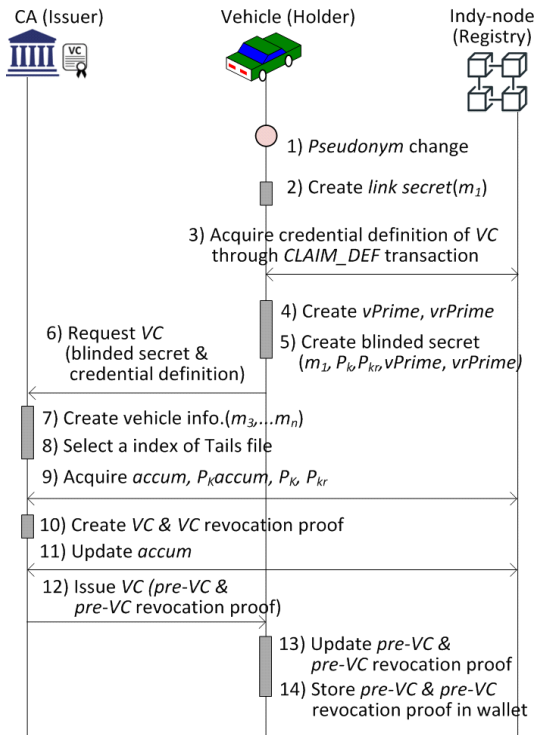 CA (Issuer)
Vehicle (Holder)
Indy-node
(Registry)
VC
1) Pseudonym change
2) Create link secret(m1)
3) Acquire credential definition of VC
through CLAIM_DEF transaction
4) Create vPrime, vrPrime
5) Create blinded secret
(m1, Pk,Pkr,vPrime, vrPrime)
6) Request VC
(blinded secret &
credential definition)
7) Create vehicle info.(m3,...mn)
8) Select a index of Tails file
9) Acquire accum, PKaccum, PK, Pkr
10) Create VC & VC revocation proof
11) Update accum
12) Issue VC (pre-VC &
pre-VC revocation proof)
13) Update pre-VC &
pre-VC revocation proof
14) Store pre-VC & pre-VC
revocation proof in wallet